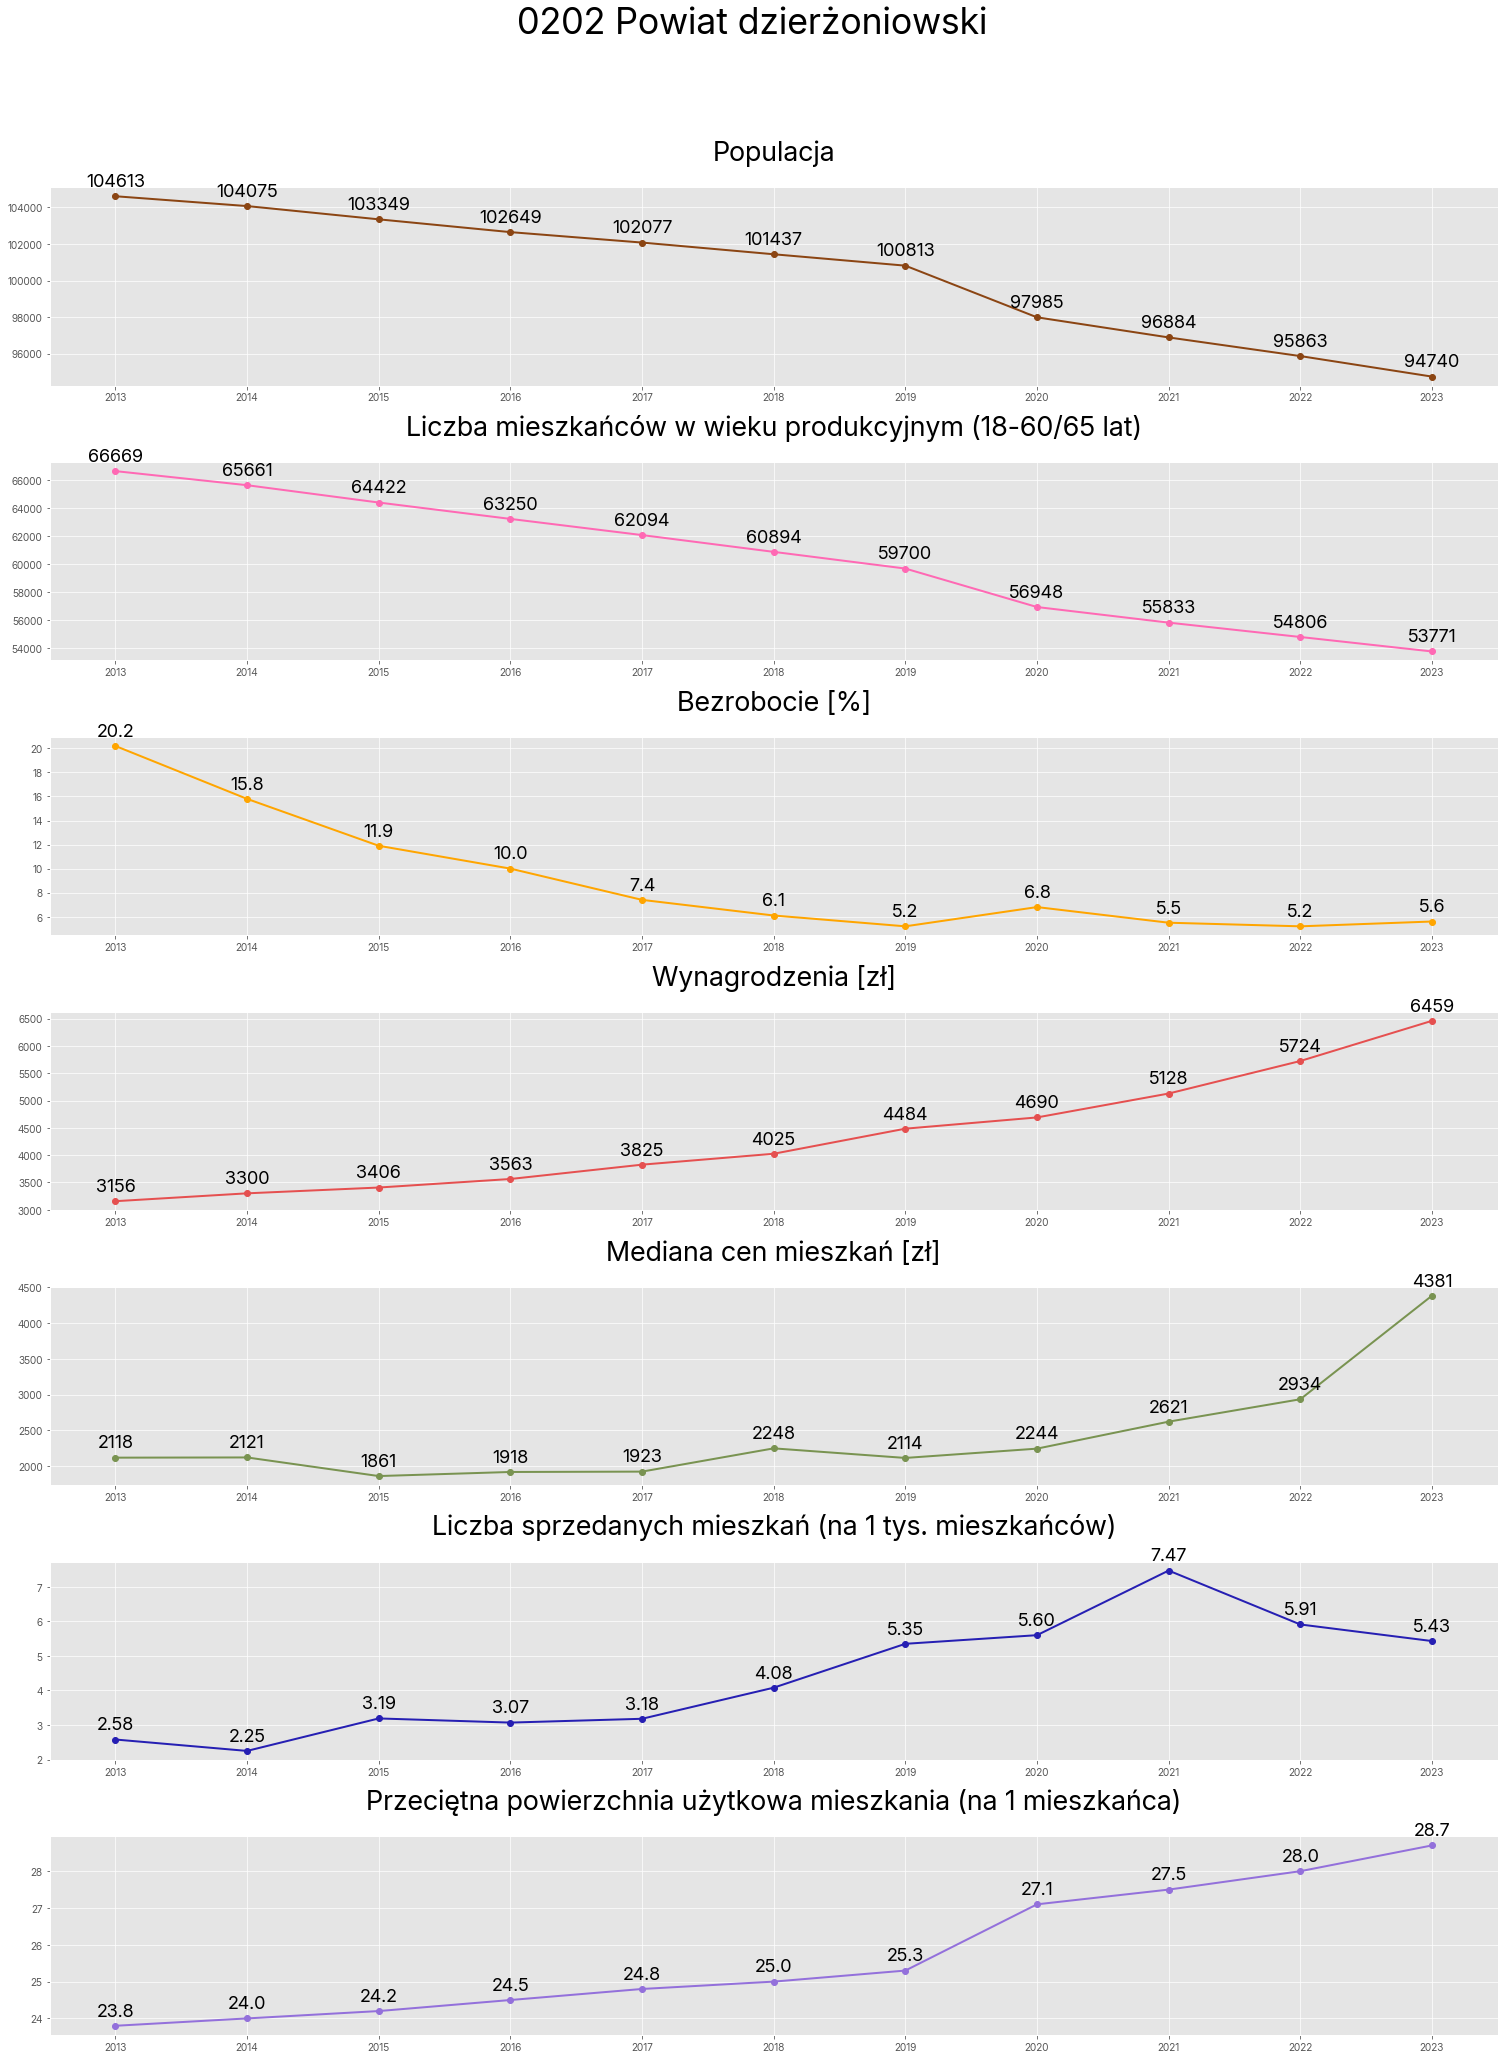 0202 Powiat dzierżoniowski
Populacja
104613 104075 103349 102649 102077 101437 100813 97985 96884 95863 94740
104000
102000
100000
98000
96000
2013 2014 2015 2016 2017 2018 2019 2020 2021 2022 2023
Liczba mieszkańców w wieku produkcyjnym (18-60/65 lat)
66669 65661 64422 63250 62094 60894 59700 56948 55833 54806 53771
66000
64000
62000
60000
58000
56000
54000
2013 2014 2015 2016 2017 2018 2019 2020 2021 2022 2023
Bezrobocie [%]
20.2 15.8 11.9 10.0 7.4 6.1 5.2 6.8 5.5 5.2 5.6
20
18
16
14
12
10
8
6
2013 2014 2015 2016 2017 2018 2019 2020 2021 2022 2023
Wynagrodzenia [zł]
3156 3300 3406 3563 3825 4025 4484 4690 5128 5724 6459
6500
6000
5500
5000
4500
4000
3500
3000
2013 2014 2015 2016 2017 2018 2019 2020 2021 2022 2023
Mediana cen mieszkań [zł]
2118 2121 1861 1918 1923 2248 2114 2244 2621 2934 4381
4500
4000
3500
3000
2500
2000
2013 2014 2015 2016 2017 2018 2019 2020 2021 2022 2023
Liczba sprzedanych mieszkań (na 1 tys. mieszkańców)
2.58 2.25 3.19 3.07 3.18 4.08 5.35 5.60 7.47 5.91 5.43
7
6
5
4
3
2
2013 2014 2015 2016 2017 2018 2019 2020 2021 2022 2023
Przeciętna powierzchnia użytkowa mieszkania (na 1 mieszkańca)
23.8 24.0 24.2 24.5 24.8 25.0 25.3 27.1 27.5 28.0 28.7
28
27
26
25
24
2013 2014 2015 2016 2017 2018 2019 2020 2021 2022 2023